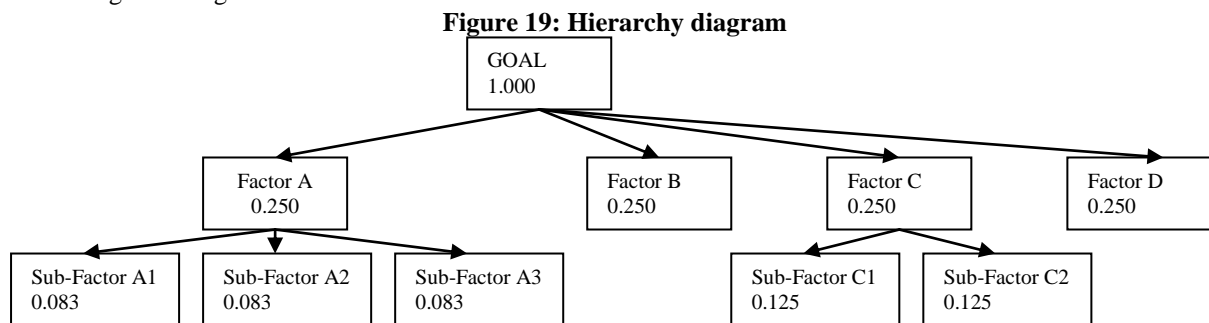 Figure 19: Hierarchy diagram
GOAL
1.000
Factor A
0.250
Factor B
0.250
Factor C
0.250
Factor D
0.250
Sub-Factor A1
0.083
Sub-Factor A2
0.083
Sub-Factor A3
0.083
Sub-Factor C1
0.125
Sub-Factor C2
0.125